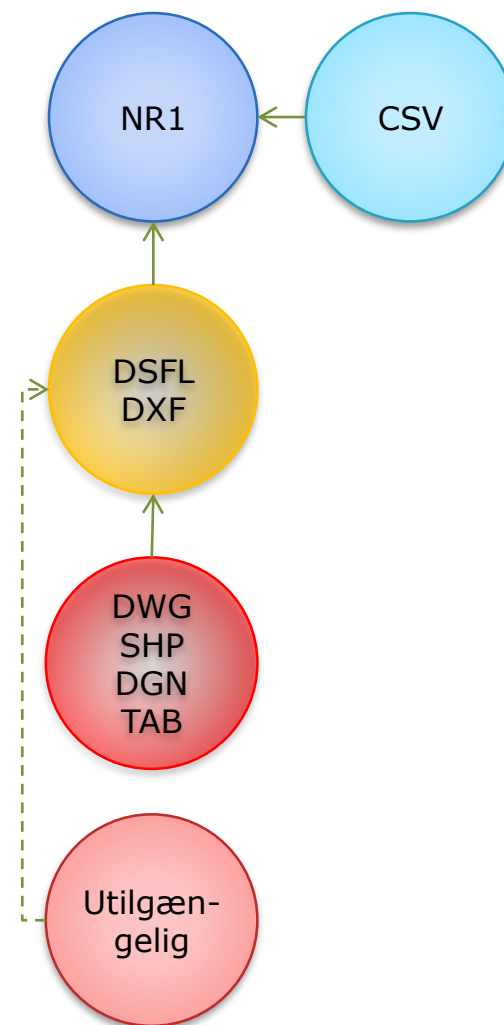 NR1
CSV
DSFL
DXF
DWG
SHP
DGN
TAB
Utilgæn-
gelig